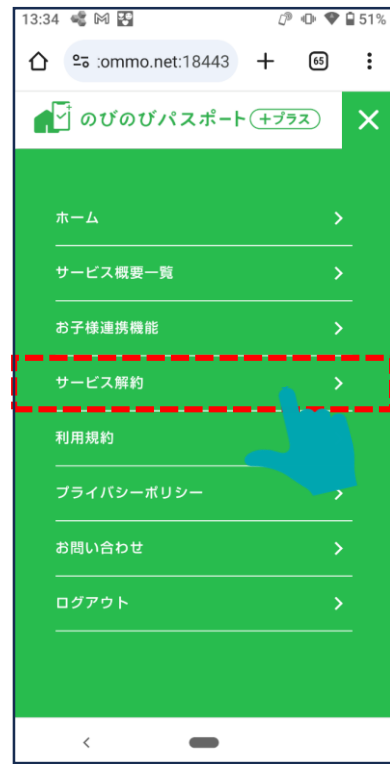 13:34 51%
:ommo.net:18443 65
のびのびパスポート +プラス
ホーム
サービス概要一覧
お子様連携機能
サービス解約
利用規約
プライバシーポリシー
お問い合わせ
ログアウト